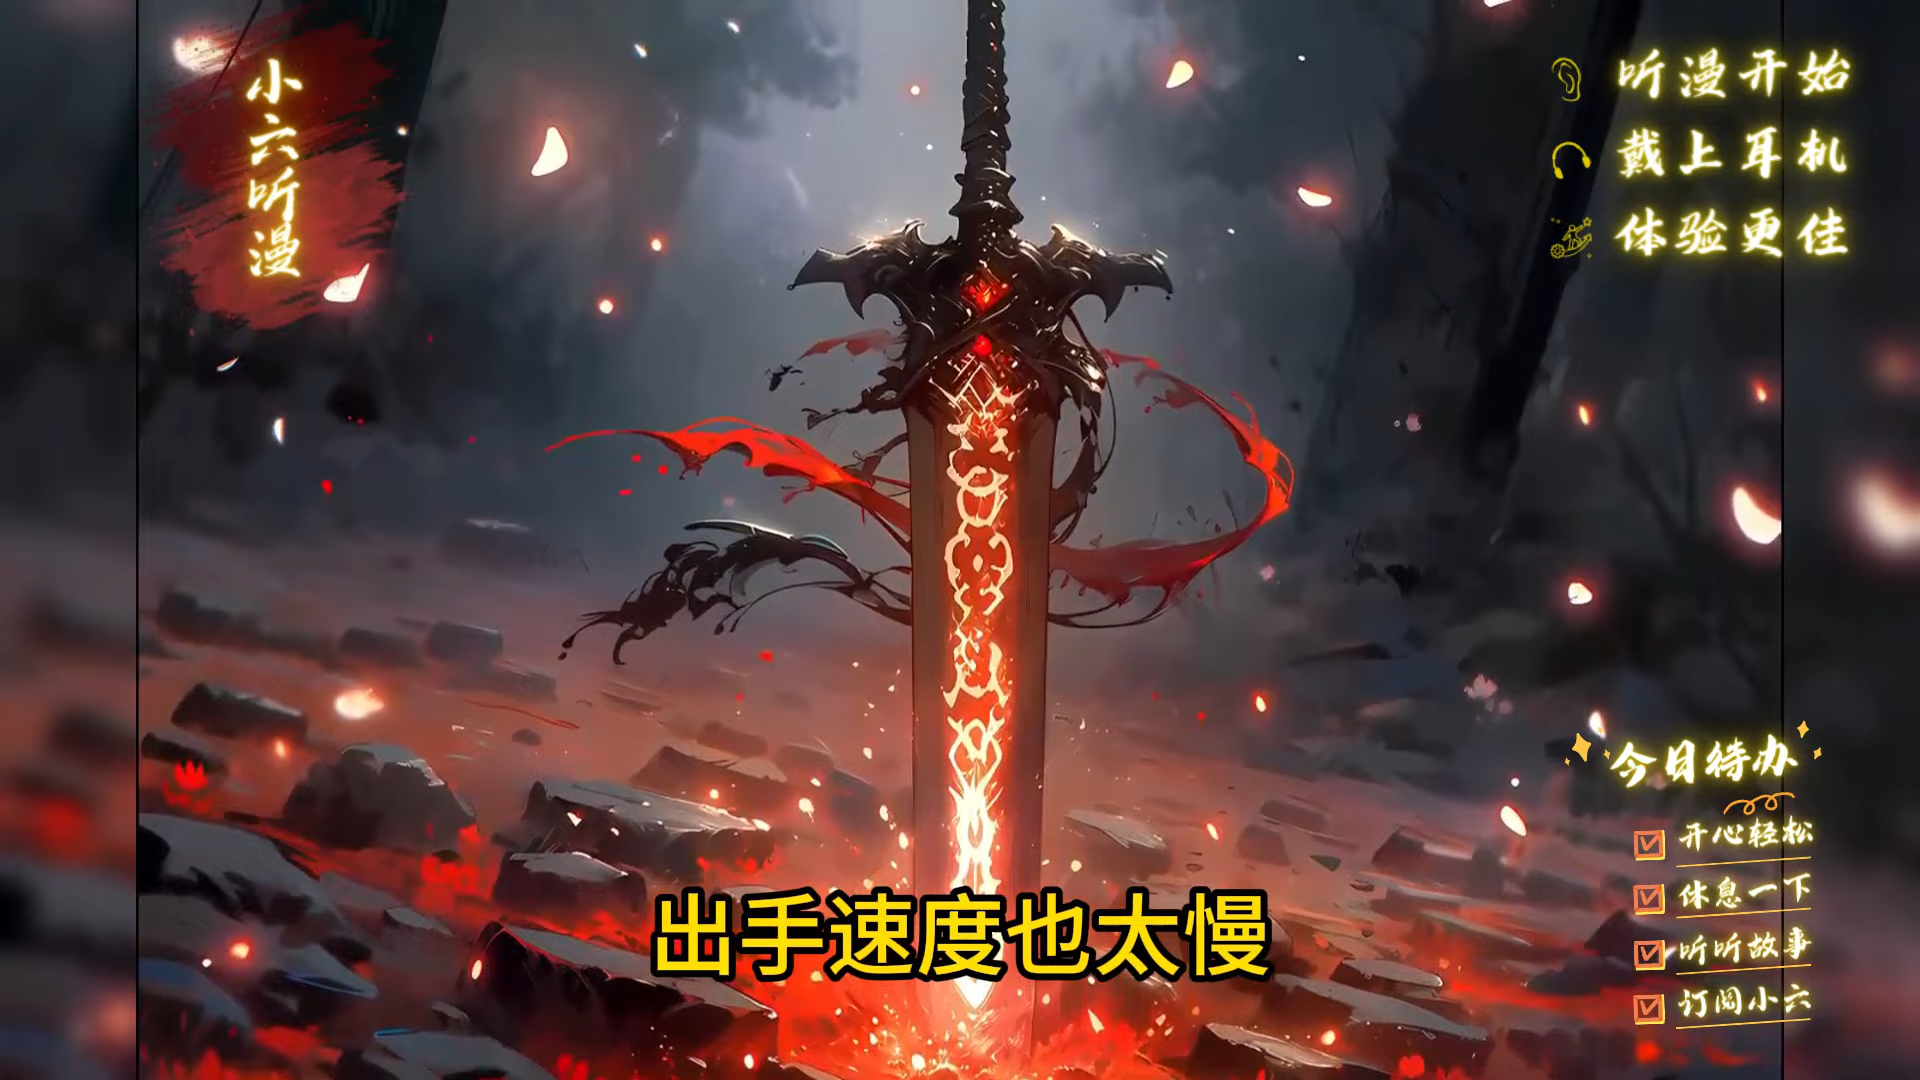 小六听漫
听漫开始
戴上耳机
体验更佳
今日待办
开心轻松
休息一下
听听故事
订阅小六
出手速度也太慢